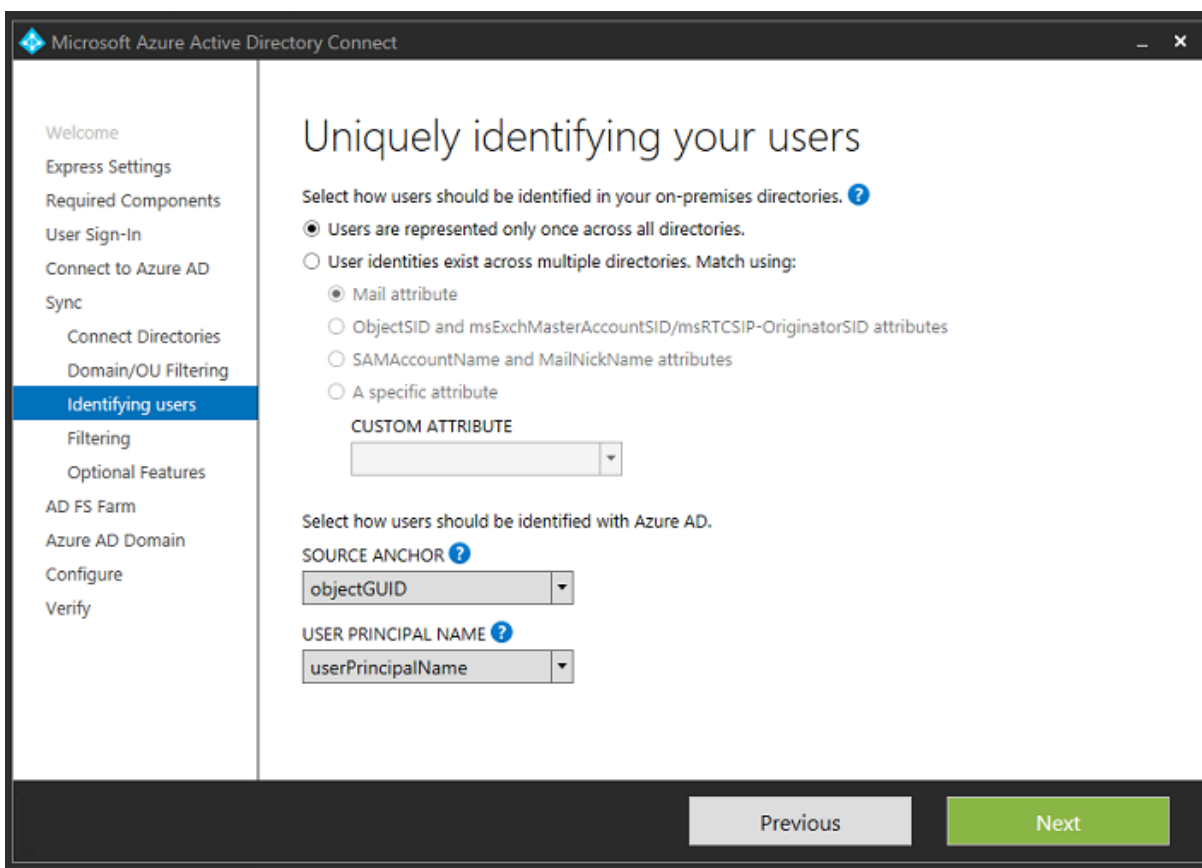 Microsoft Azure Active Directory Connect
Welcome
Express Settings
Required Components
User Sign-In
Connect to Azure AD
Sync
Connect Directories
Domain/OU Filtering
Identifying users
Filtering
Optional Features
AD FS Farm
Azure AD Domain
Configure
Verify
Uniquely identifying your users
Select how users should be identified in your on-premises directories. ?
Users are represented only once across all directories.
User identities exist across multiple directories. Match using:
Mail attribute
ObjectSID and msExchMasterAccountSID/msRTCSIP-OriginatorSID attributes
SAMAccountName and MailNickName attributes
A specific attribute
CUSTOM ATTRIBUTE
Select how users should be identified with Azure AD.
SOURCE ANCHOR ?
objectGUID
USER PRINCIPAL NAME ?
userPrincipalName
Previous
Next